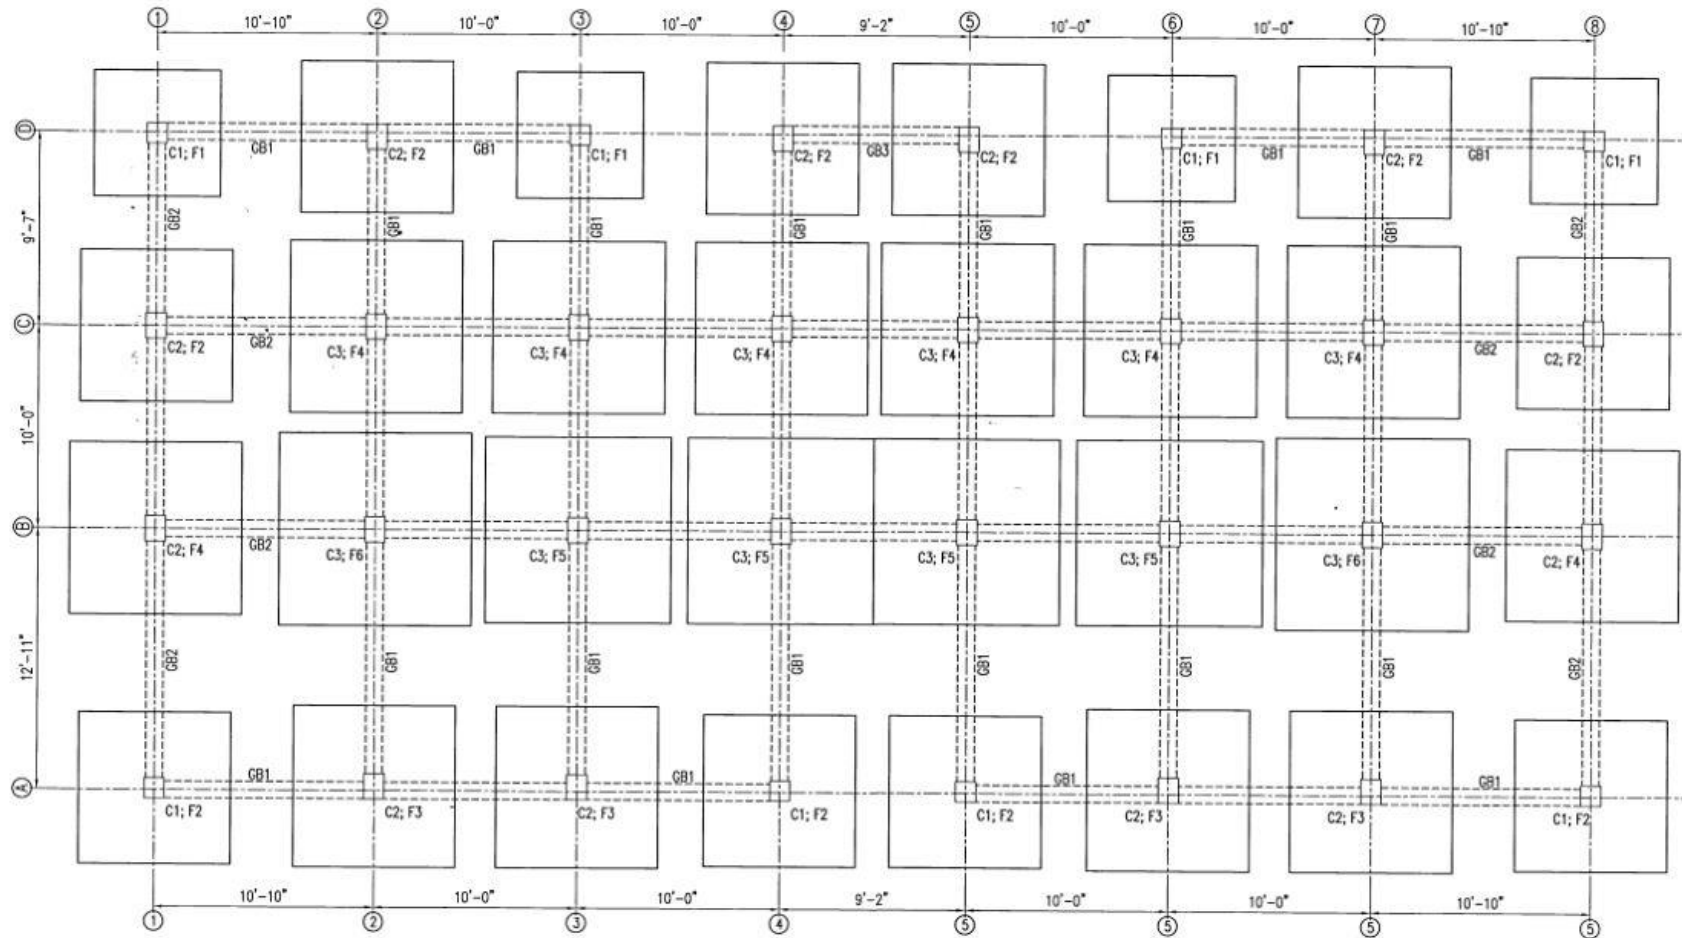 1 2 3 4 5 6 7 8
10'-10" 10'-0" 10'-0" 9'-2" 10'-0" 10'-0" 10'-10"
D
GB1 GB1 GB3 GB1 GB1
C1; F1 C2; F2 C1; F1 C2; F2 C2; F2 C1; F1 C2; F2 C1; F1
9'-7"
GB2 GB1 GB1 GB1 GB1 GB1 GB1 GB2
C
GB2 GB2
C2; F2 C3; F4 C3; F4 C3; F4 C3; F4 C3; F4 C3; F4 C2; F2
10'-0"
B
GB2 GB2
C2; F4 C3; F6 C3; F5 C3; F5 C3; F5 C3; F5 C3; F6 C2; F4
12'-11"
GB2 GB1 GB1 GB1 GB1 GB1 GB1 GB2
A
GB1 GB1 GB1 GB1
C1; F2 C2; F3 C2; F3 C1; F2 C1; F2 C2; F3 C2; F3 C1; F2
10'-10" 10'-0" 10'-0" 9'-2" 10'-0" 10'-0" 10'-10"
1 2 3 4 5 5 5 5